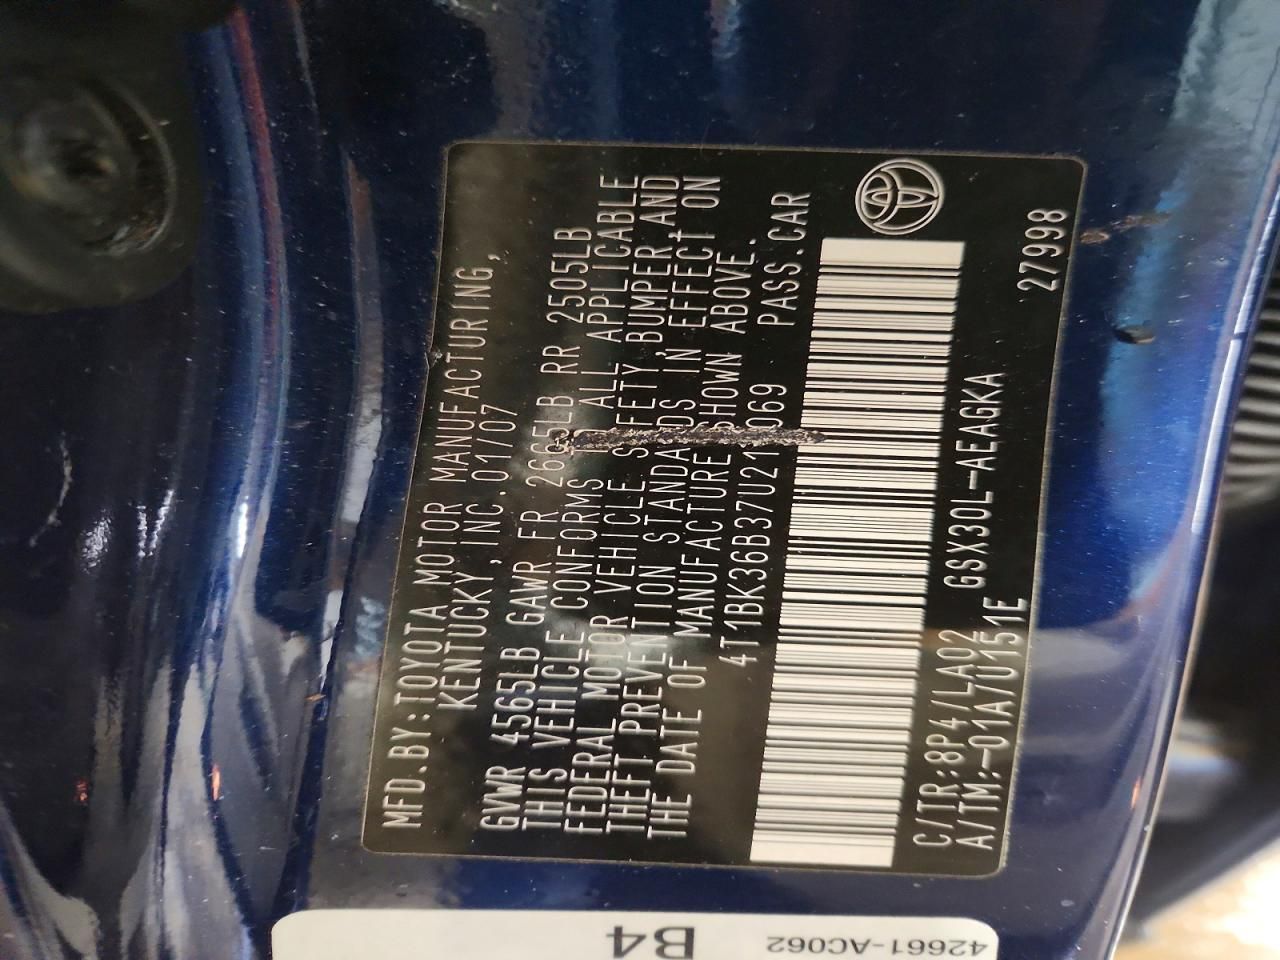 MFD.BY:TOYOTA MOTOR MANUFACTURING,
KENTUCKY,INC.01/07
GVWR 4565LB GAWR FR 2665LB RR 2505LB
THIS VEHICLE CONFORMS TO ALL APPLICABLE
FEDERAL MOTOR VEHICLE SAFETY,BUMPER,AND
THEFT PREVENTION STANDARDS IN EFFECT ON
THE DATE OF MANUFACTURE SHOWN ABOVE.
PASS.CAR
C/TR:8P4/LA02 GSX30L-AEAGKA
A/TM:-01A/U151E 27998
B4
42661-AC062